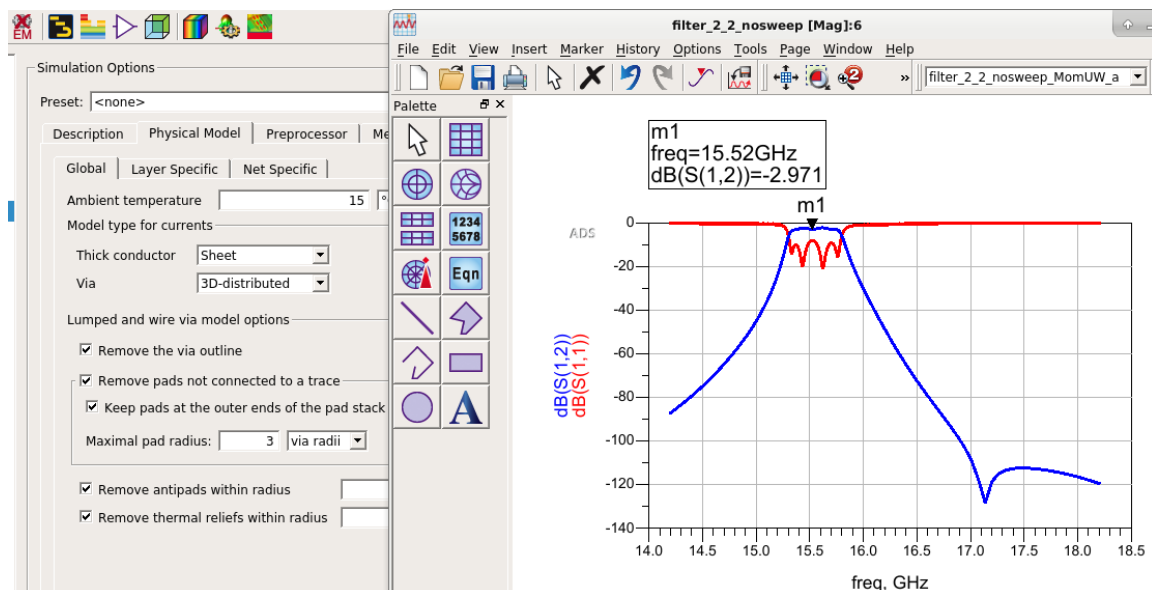 EM
Simulation Options
Preset: <none>
Description Physical Model Preprocessor
Global Layer Specific Net Specific
Ambient temperature 15
Model type for currents
Thick conductor Sheet
Via 3D-distributed
Lumped and wire via model options
Remove the via outline
Remove pads not connected to a trace
Keep pads at the outer ends of the pad stack
Maximal pad radius: 3 via radii
Remove antipads within radius
Remove thermal reliefs within radius
filter_2_2_nosweep [Mag]:6
File Edit View Insert Marker History Options Tools Page Window Help
2 » filter_2_2_nosweep_MomUW_a
Palette
1234
5678
Eqn
A
m1
freq=15.52GHz
dB(S(1,2))=-2.971
m1
ADS
0
-20
-40
-60
-80
-100
-120
-140
dB(S(1,2))
dB(S(1,1))
14.0 14.5 15.0 15.5 16.0 16.5 17.0 17.5 18.0 18.5
freq, GHz